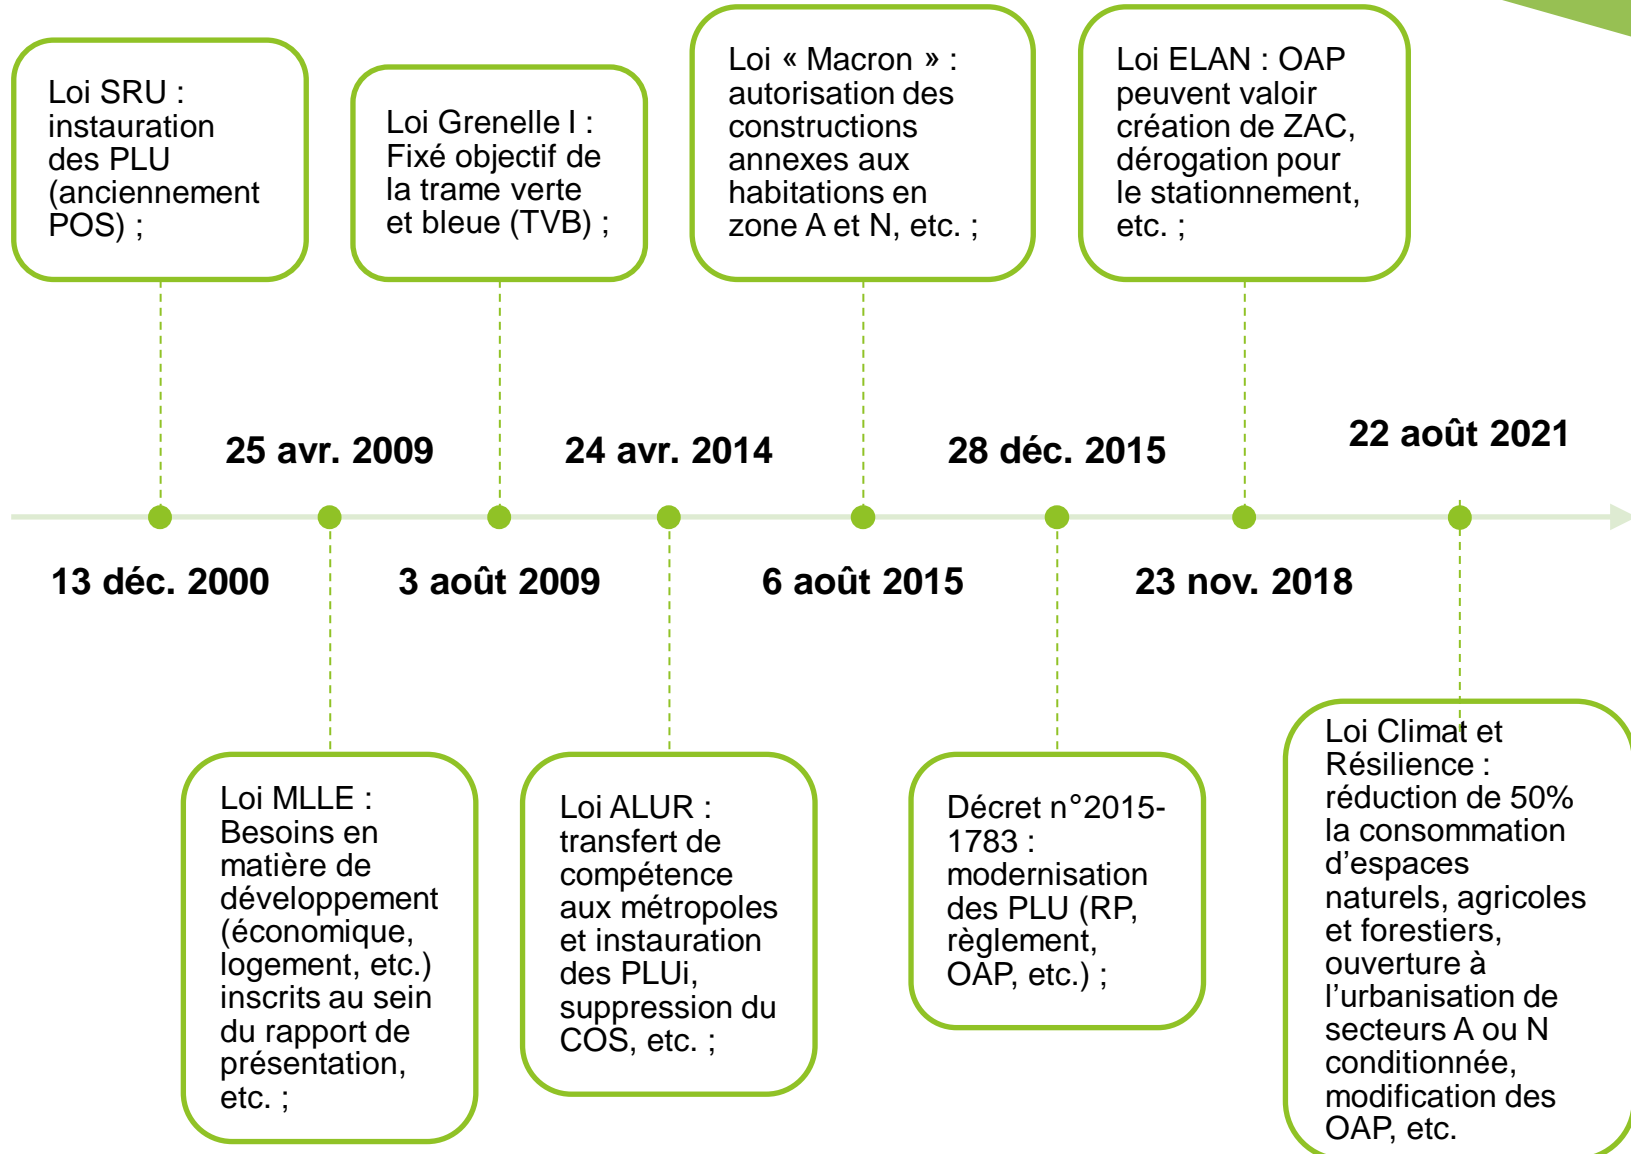 Loi SRU :
instauration
des PLU
(anciennement
POS) ;
Loi Grenelle I :
Fixé objectif de
la trame verte
et bleue (TVB) ;
Loi « Macron » :
autorisation des
constructions
annexes aux
habitations en
zone A et N, etc. ;
Loi ELAN : OAP
peuvent valoir
création de ZAC,
dérogation pour
le stationnement,
etc. ;
25 avr. 2009
24 avr. 2014
28 déc. 2015
22 août 2021
13 déc. 2000
3 août 2009
6 août 2015
23 nov. 2018
Loi MLLE :
Besoins en
matière de
développement
(économique,
logement, etc.)
inscrits au sein
du rapport de
présentation,
etc. ;
Loi ALUR :
transfert de
compétence
aux métropoles
et instauration
des PLUi,
suppression du
COS, etc. ;
Décret n°2015-
1783 :
modernisation
des PLU (RP,
règlement,
OAP, etc.) ;
Loi Climat et
Résilience :
réduction de 50%
la consommation
d’espaces
naturels, agricoles
et forestiers,
ouverture à
l’urbanisation de
secteurs A ou N
conditionnée,
modification des
OAP, etc.